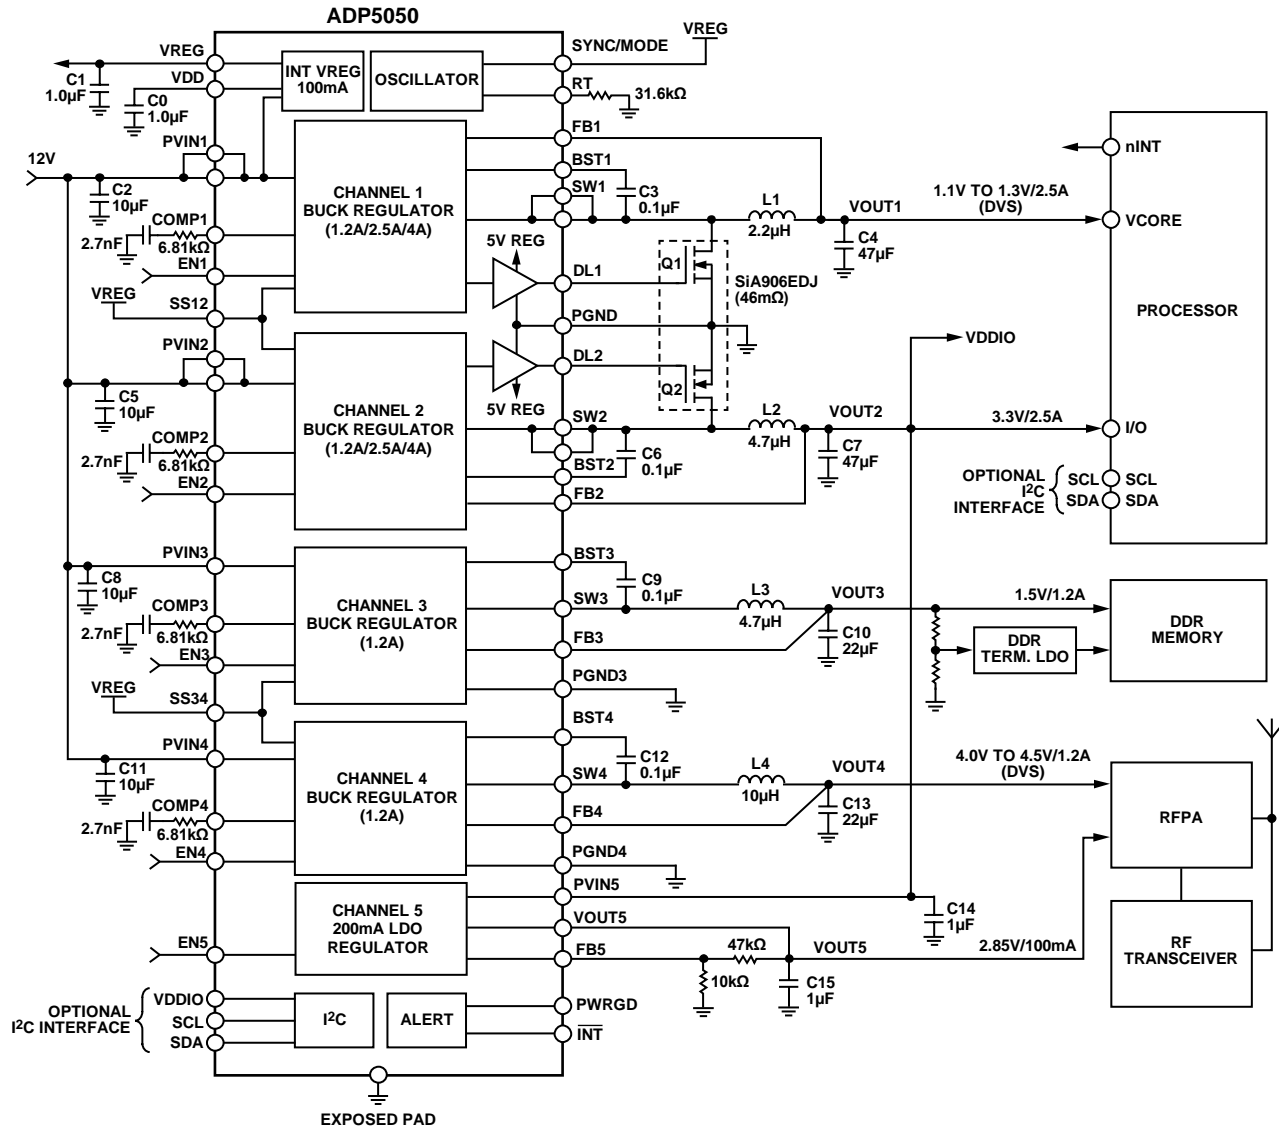 ADP5050
VREG
C1
1.0µF
VDD
C0
1.0µF
INT VREG
100mA
OSCILLATOR
SYNC/MODE
VREG
RT
31.6kΩ
12V
PVIN1
C2
10µF
COMP1
2.7nF
6.81kΩ
EN1
VREG
SS12
CHANNEL 1
BUCK REGULATOR
(1.2A/2.5A/4A)
FB1
BST1
SW1
C3
0.1µF
L1
2.2µH
VOUT1
C4
47µF
1.1V TO 1.3V/2.5A
(DVS)
5V REG
DL1
Q1
SiA906EDJ
(46mΩ)
PGND
DL2
Q2
5V REG
PVIN2
C5
10µF
COMP2
2.7nF
6.81kΩ
EN2
CHANNEL 2
BUCK REGULATOR
(1.2A/2.5A/4A)
SW2
BST2
FB2
C6
0.1µF
L2
4.7µH
VOUT2
C7
47µF
VDDIO
3.3V/2.5A
nINT
VCORE
PROCESSOR
I/O
OPTIONAL
I²C
INTERFACE
SCL
SDA
SCL
SDA
PVIN3
C8
10µF
COMP3
2.7nF
6.81kΩ
EN3
VREG
SS34
CHANNEL 3
BUCK REGULATOR
(1.2A)
BST3
SW3
FB3
PGND3
C9
0.1µF
L3
4.7µH
VOUT3
C10
22µF
1.5V/1.2A
DDR
TERM. LDO
DDR
MEMORY
PVIN4
C11
10µF
COMP4
2.7nF
6.81kΩ
EN4
CHANNEL 4
BUCK REGULATOR
(1.2A)
BST4
SW4
FB4
PGND4
C12
0.1µF
L4
10µH
VOUT4
C13
22µF
4.0V TO 4.5V/1.2A
(DVS)
RFPA
RF
TRANSCEIVER
EN5
CHANNEL 5
200mA LDO
REGULATOR
PVIN5
VOUT5
FB5
47kΩ
10kΩ
VOUT5
C15
1µF
C14
1µF
2.85V/100mA
OPTIONAL
I²C INTERFACE
VDDIO
SCL
SDA
I²C
ALERT
PWRGD
INT
EXPOSED PAD